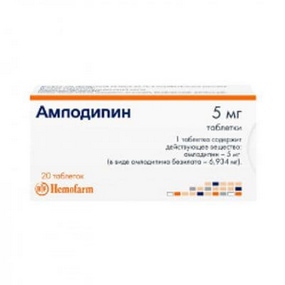 Амлодипин
5 мг
таблетки
1 таблетка содержит
действующее вещество:
амлодипин – 5 мг
(в виде амлодипина безилата – 6,934 мг)
20 таблеток
Hemofarm